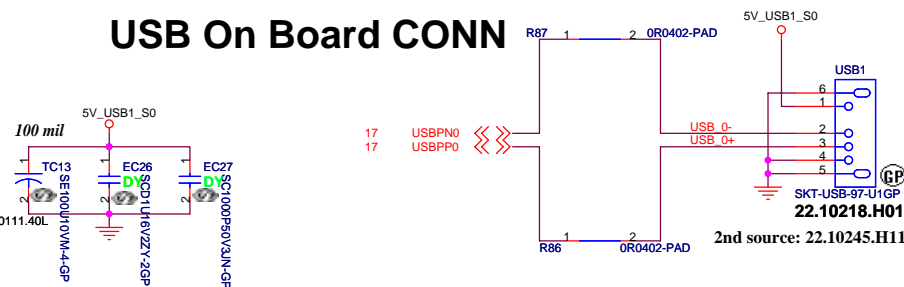 USB On Board CONN
R87 1 2 0R0402-PAD
5V_USB1_S0
USB1
6
1
2
3
4
5
USB_0-
USB_0+
17 USBPN0
17 USBPP0
R86 1 2 0R0402-PAD
GP
SKT-USB-97-U1GP
22.10218.H01
2nd source: 22.10245.H11
5V_USB1_S0
100 mil
1 TC13 2
SE100U10VM-4-GP
1 EC26 2
DY
SCD1U16V2ZY-2GP
1 EC27 2
DY
SC1000P50V3JN-GP
0111.40L